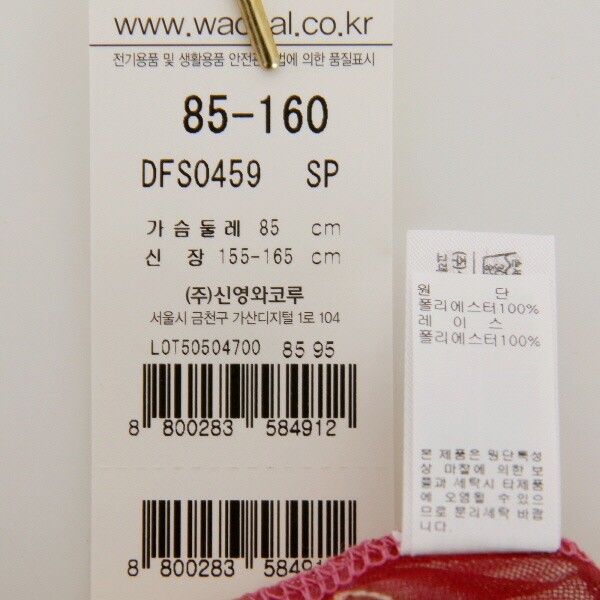 www.wacoal.co.kr
전기용품 및 생활용품 안전관리법에 의한 품질표시
85-160
DFS0459 SP
가슴둘레 85 cm
신 장 155-165 cm
(주)신영와코루
서울시 금천구 가산디지털 1로 104
LOT50504700 85 95
8 800283 584912
8 800283 584912
원 단
폴리에스터100%
레 이 스
폴리에스터100%
본 제품은 원단특성
상 마찰에 의한 보
풀과 세탁시 타제품
에 오염될 수 있으
므로 분리세탁 바랍
니다.